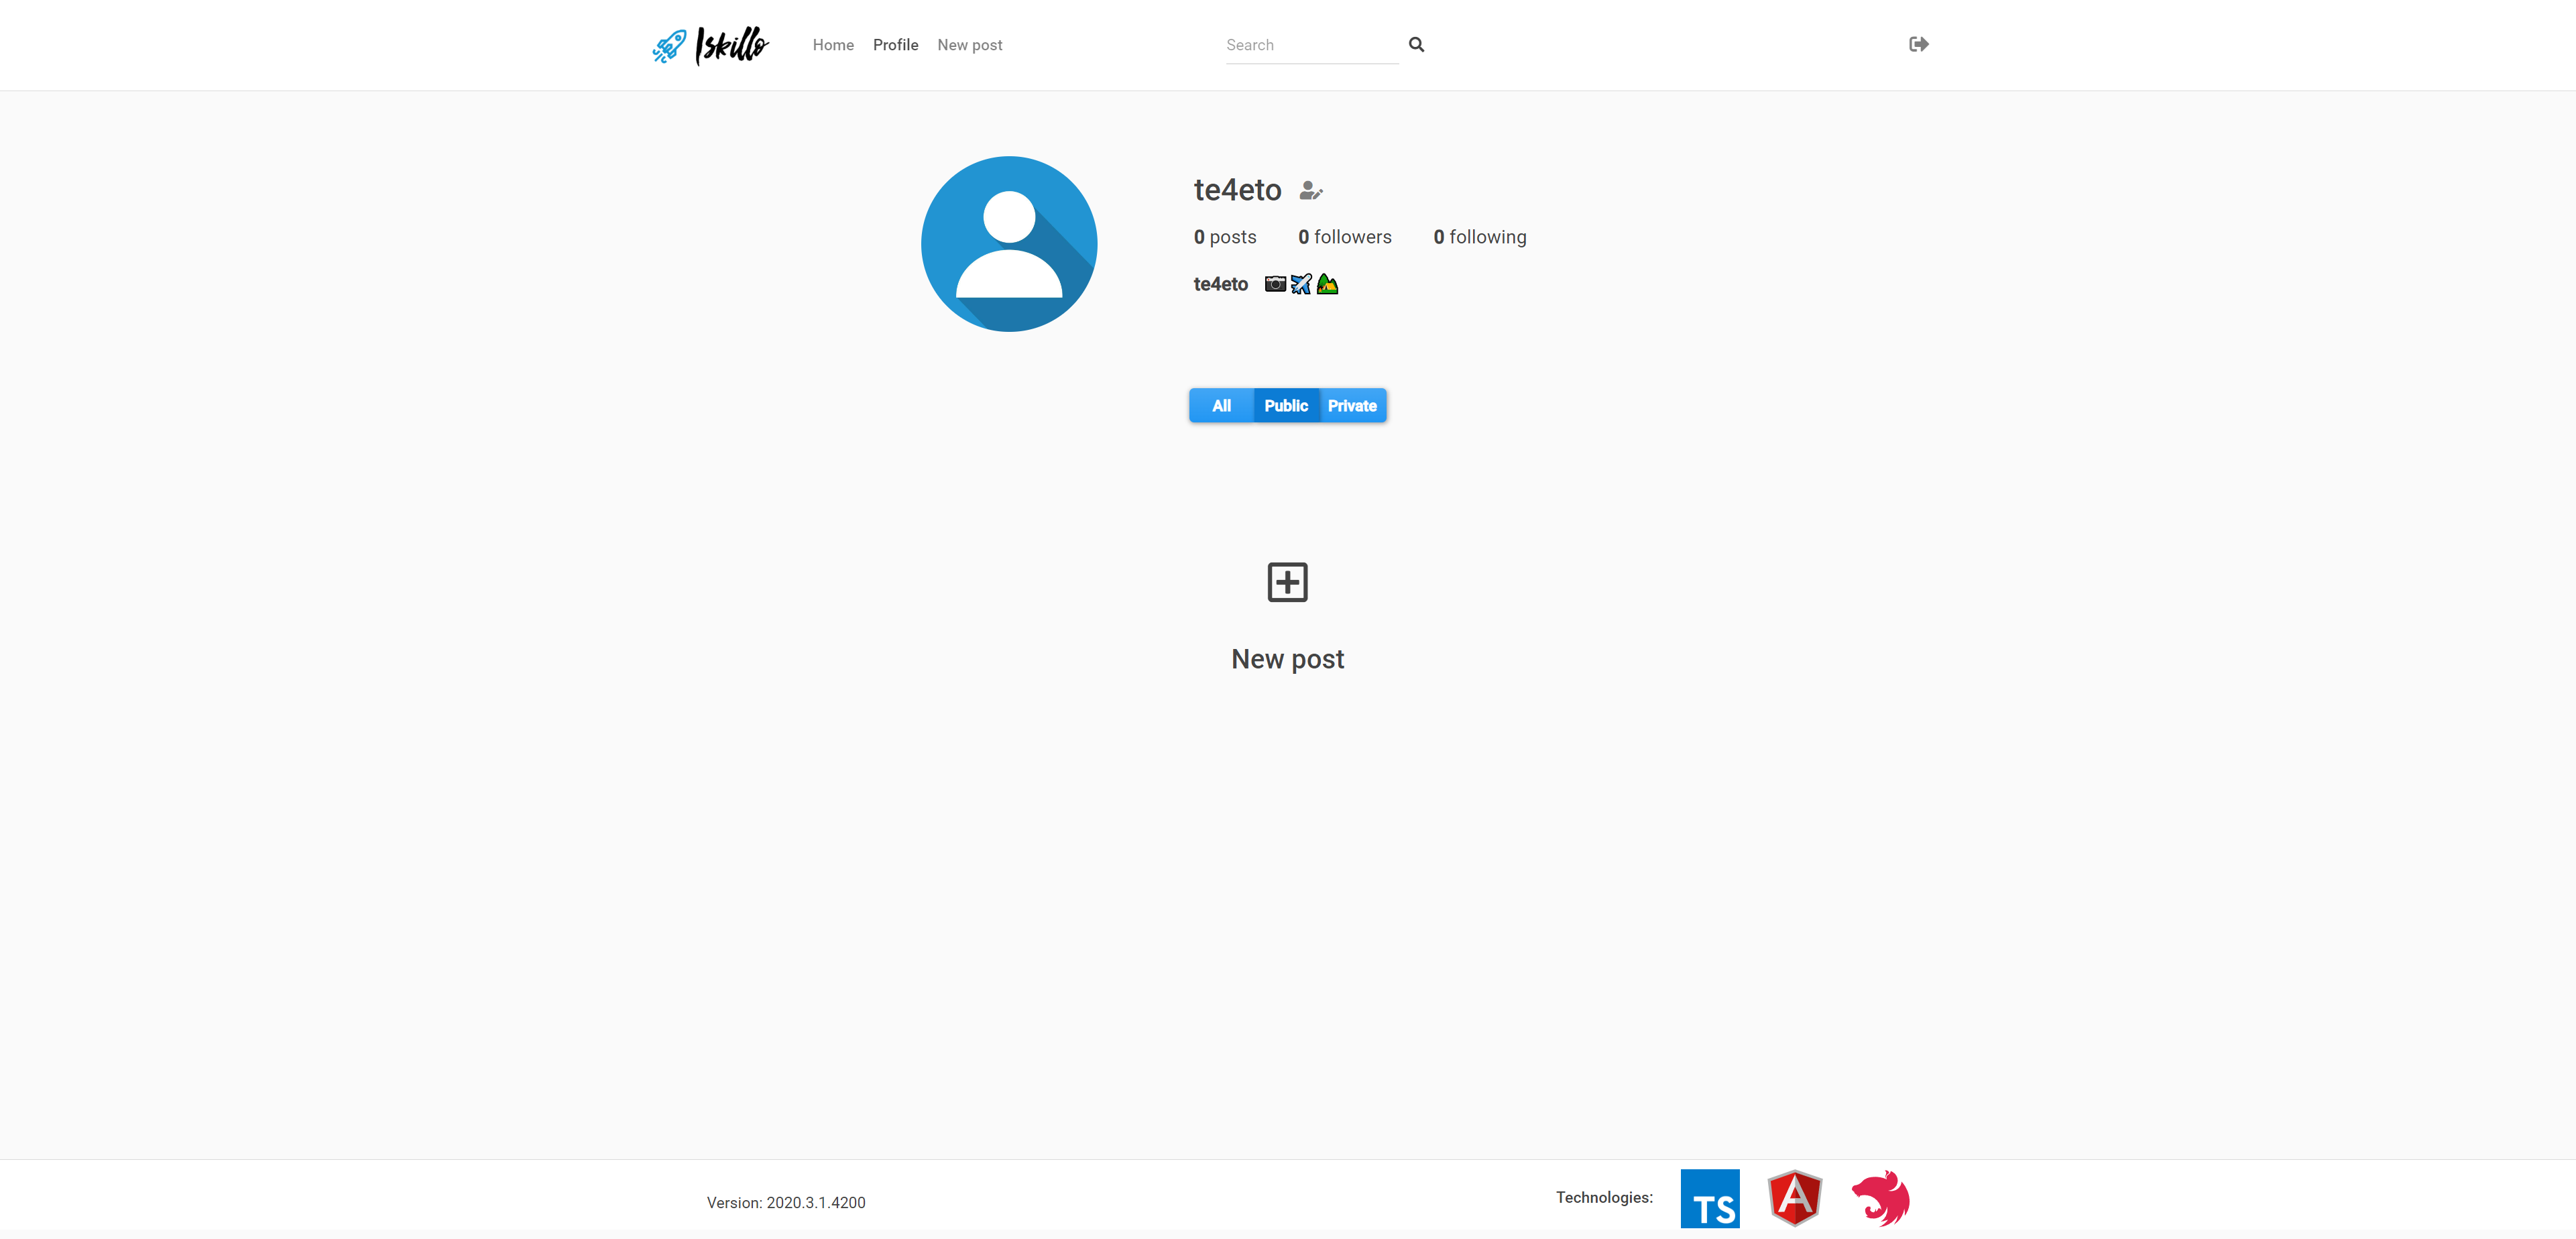 Iskillo Home Profile New post Search
te4eto
0 posts 0 followers 0 following
te4eto 📷✈️🏕️
All Public Private
New post
Version: 2020.3.1.4200 Technologies: TS A